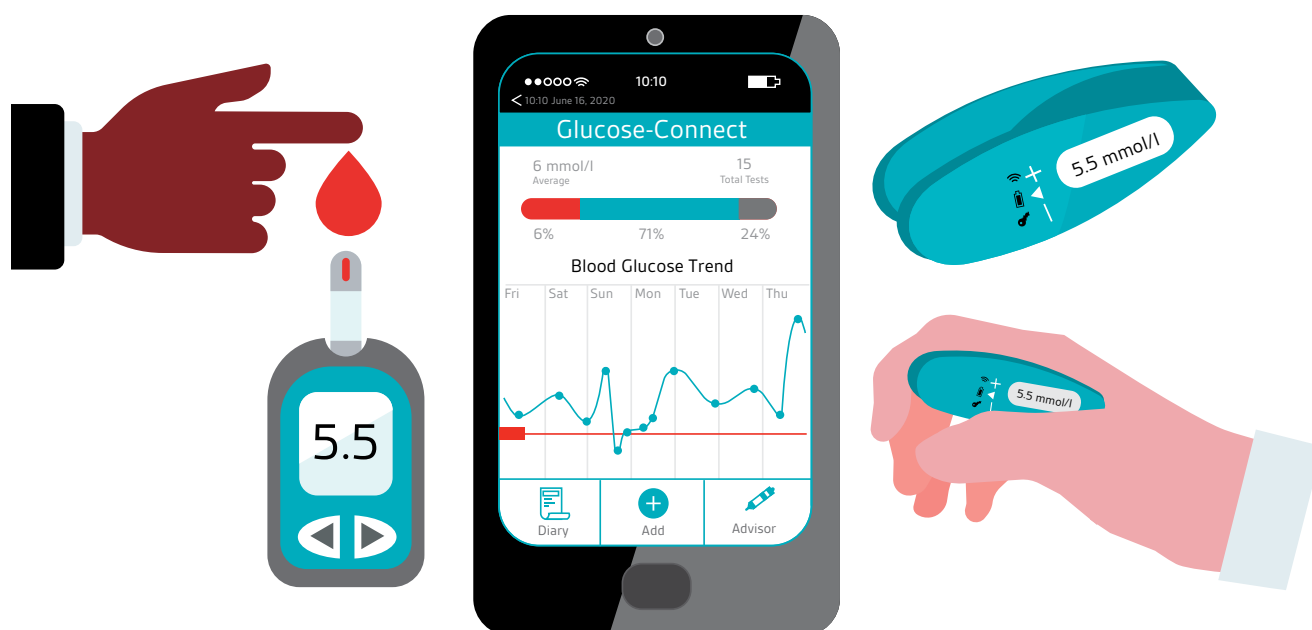 5.5
10:10
10:10 June 16, 2020
Glucose-Connect
6 mmol/l 15
Average Total Tests
6% 71% 24%
Blood Glucose Trend
Fri Sat Sun Mon Tue Wed Thu
Diary Add Advisor
5.5 mmol/l
5.5 mmol/l